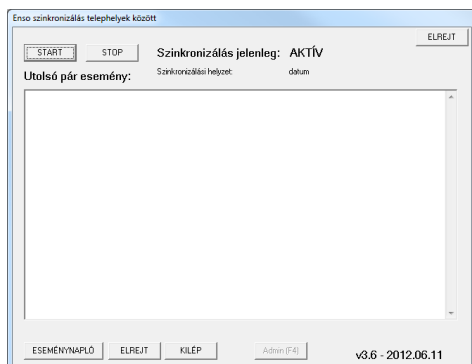 Enso szinkronizálás telephelyek között
ELREJT
START STOP Szinkronizálás jelenleg: AKTÍV
Utolsó pár esemény: Szinkronizálási helyzet: datum
ESEMÉNYNAPLÓ ELREJT KILÉP Admin (F4) v3.6 - 2012.06.11